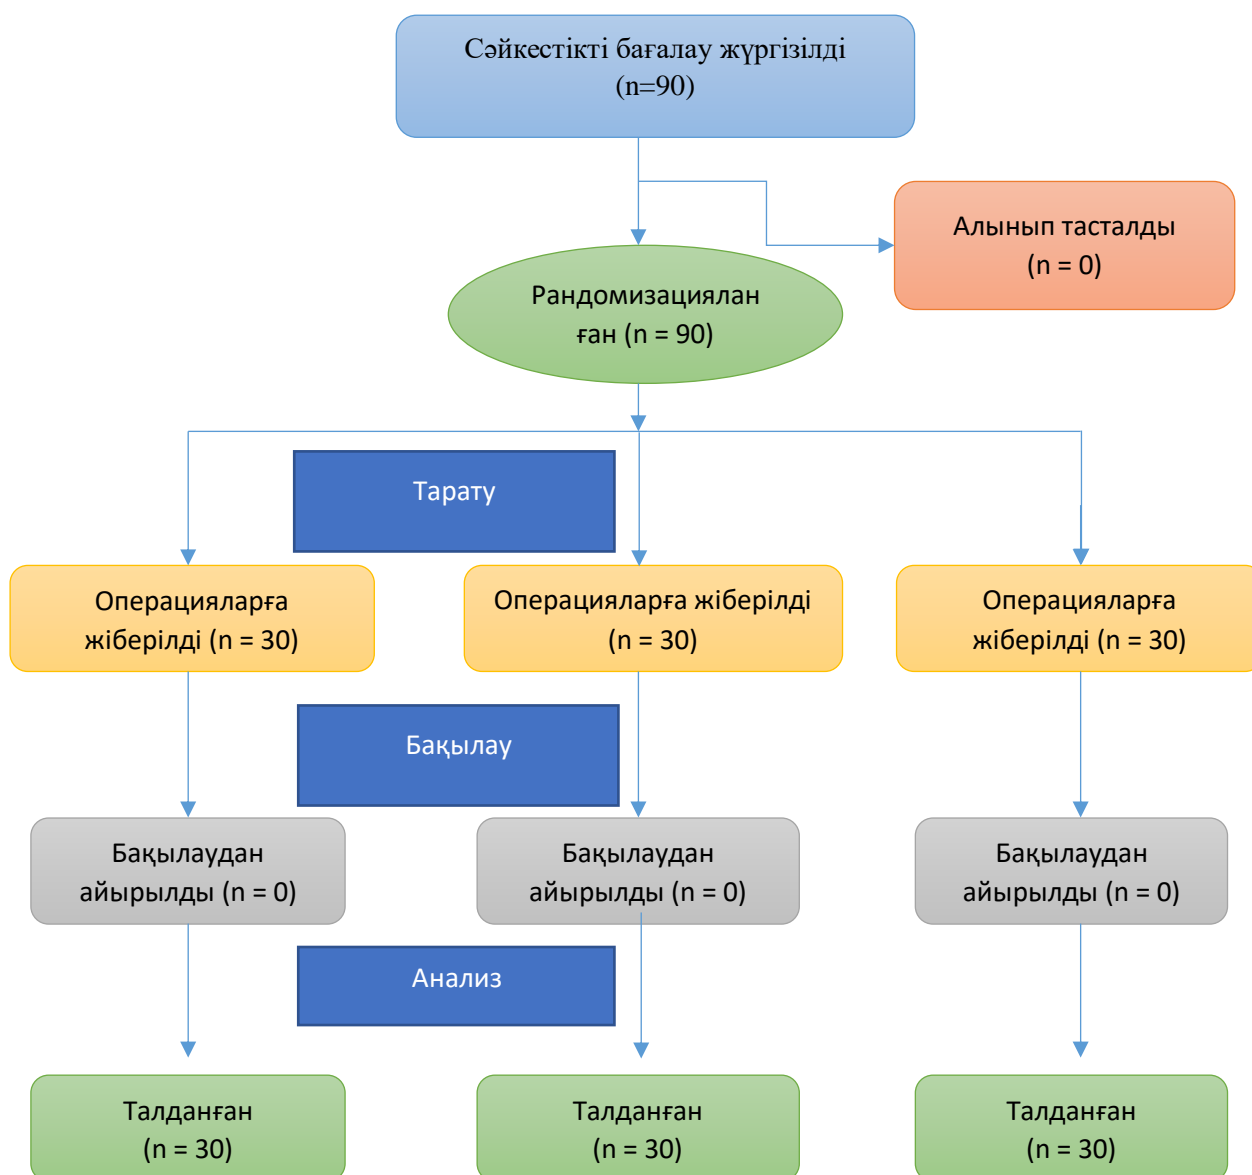 Сәйкестікті бағалау жүргізілді
(n=90)
Алынып тасталды
(n = 0)
Рандомизациялан
ған (n = 90)
Тарату
Операцияларға
жіберілді (n = 30)
Операцияларға жіберілді
(n = 30)
Операцияларға
жіберілді (n = 30)
Бақылау
Бақылаудан
айырылды (n = 0)
Бақылаудан
айырылды (n = 0)
Бақылаудан
айырылды (n = 0)
Анализ
Талданған
(n = 30)
Талданған
(n = 30)
Талданған
(n = 30)